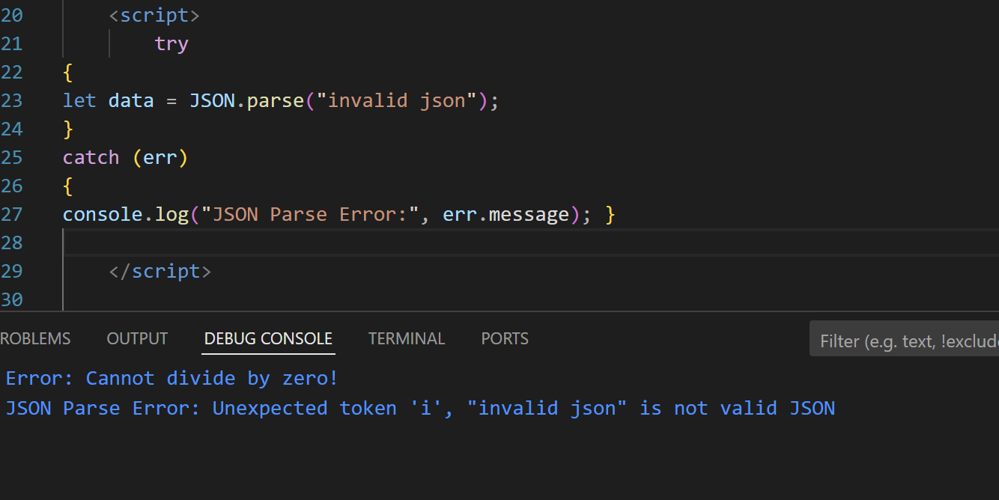 20 <script>
21 try
22 {
23 let data = JSON.parse("invalid json");
24 }
25 catch (err)
26 {
27 console.log("JSON Parse Error:", err.message); }
28
29 </script>
30
ROBLEMS OUTPUT DEBUG CONSOLE TERMINAL PORTS Filter (e.g. text, !exclude
Error: Cannot divide by zero!
JSON Parse Error: Unexpected token 'i', "invalid json" is not valid JSON